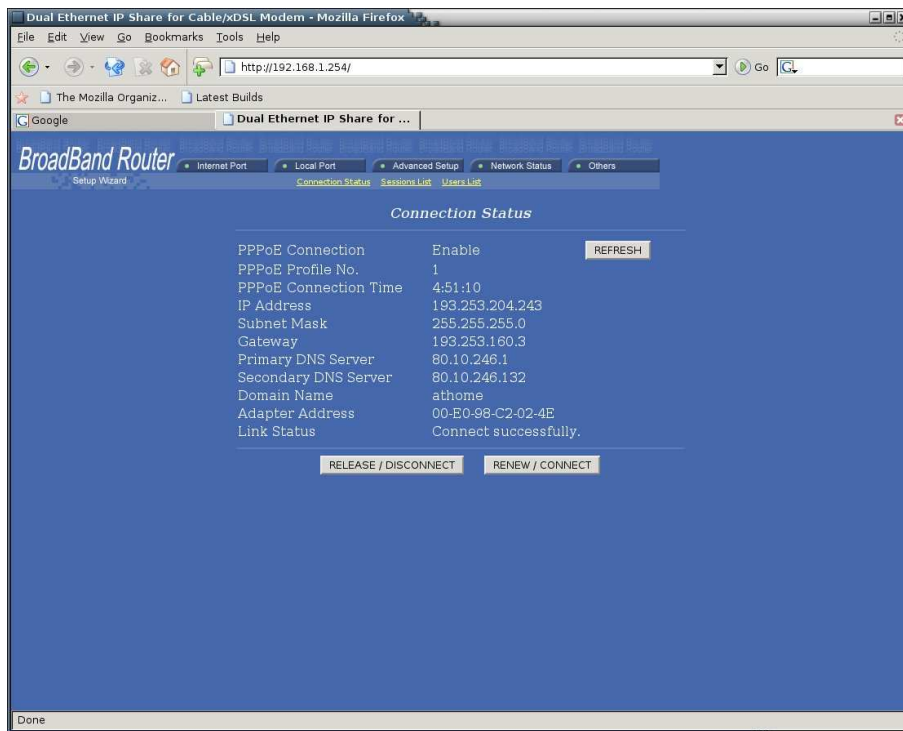 Dual Ethernet IP Share for Cable/xDSL Modem - Mozilla Firefox
File Edit View Go Bookmarks Tools Help
http://192.168.1.254/ Go
The Mozilla Organiz... Latest Builds
Google Dual Ethernet IP Share for ...
BroadBand Router
Setup Wizard
Internet Port Local Port Advanced Setup Network Status Others
Connection Status Sessions List Users List
Connection Status
PPPoE Connection Enable REFRESH
PPPoE Profile No. 1
PPPoE Connection Time 4:51:10
IP Address 193.253.204.243
Subnet Mask 255.255.255.0
Gateway 193.253.160.3
Primary DNS Server 80.10.246.1
Secondary DNS Server 80.10.246.132
Domain Name athome
Adapter Address 00-E0-98-C2-02-4E
Link Status Connect successfully.
RELEASE / DISCONNECT RENEW / CONNECT
Done